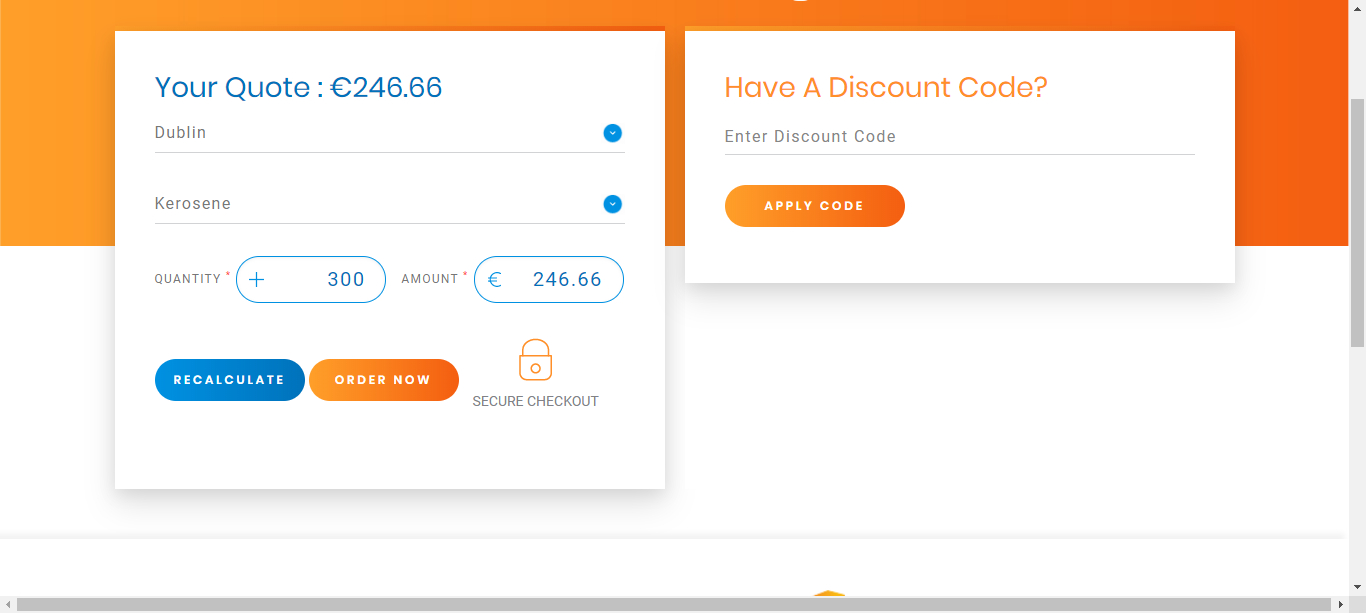 Your Quote : €246.66
Dublin
Kerosene
QUANTITY * 300 AMOUNT * € 246.66
RECALCULATE ORDER NOW
SECURE CHECKOUT
Have A Discount Code?
Enter Discount Code
APPLY CODE